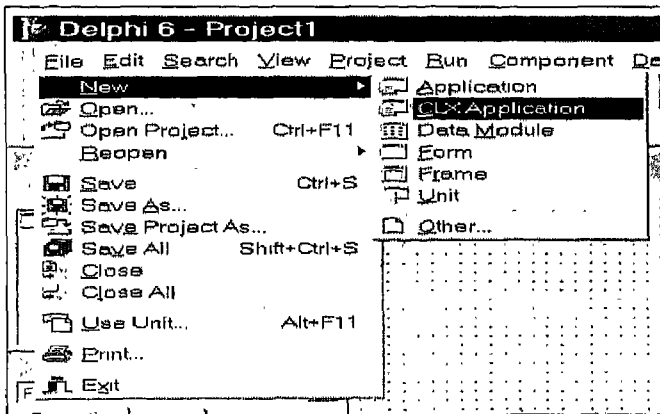 Delphi 6 - Project1
File Edit Search View Project Run Component
New
Open...
Open Project... Ctrl+F11
Reopen
Save Ctrl+S
Save As...
Save Project As...
Save All Shift+Ctrl+S
Close
Close All
Use Unit... Alt+F11
Print...
Exit
Application
CLX Application
Data Module
Form
Frame
Unit
Other...